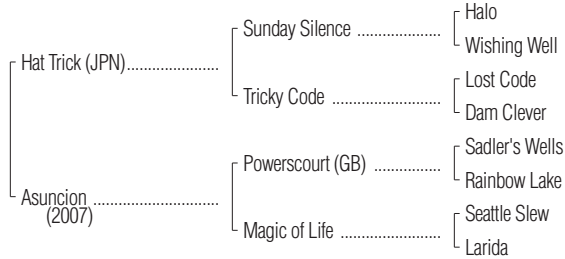 Halo
Sunday Silence ..................
Wishing Well
Hat Trick (JPN)....................
Lost Code
Tricky Code .......................
Dam Clever
Sadler's Wells
Powerscourt (GB) ..............
Rainbow Lake
Asuncion ...........................
(2007)
Seattle Slew
Magic of Life .....................
Larida